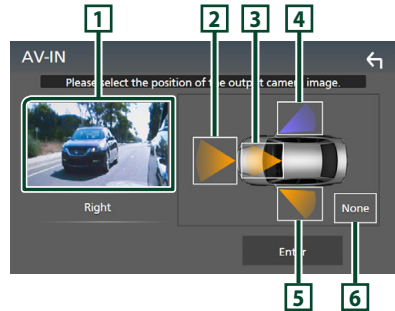 1 2 3 4
AV-IN
Please select the position of the output camera image.
Right
None
Enter
5 6